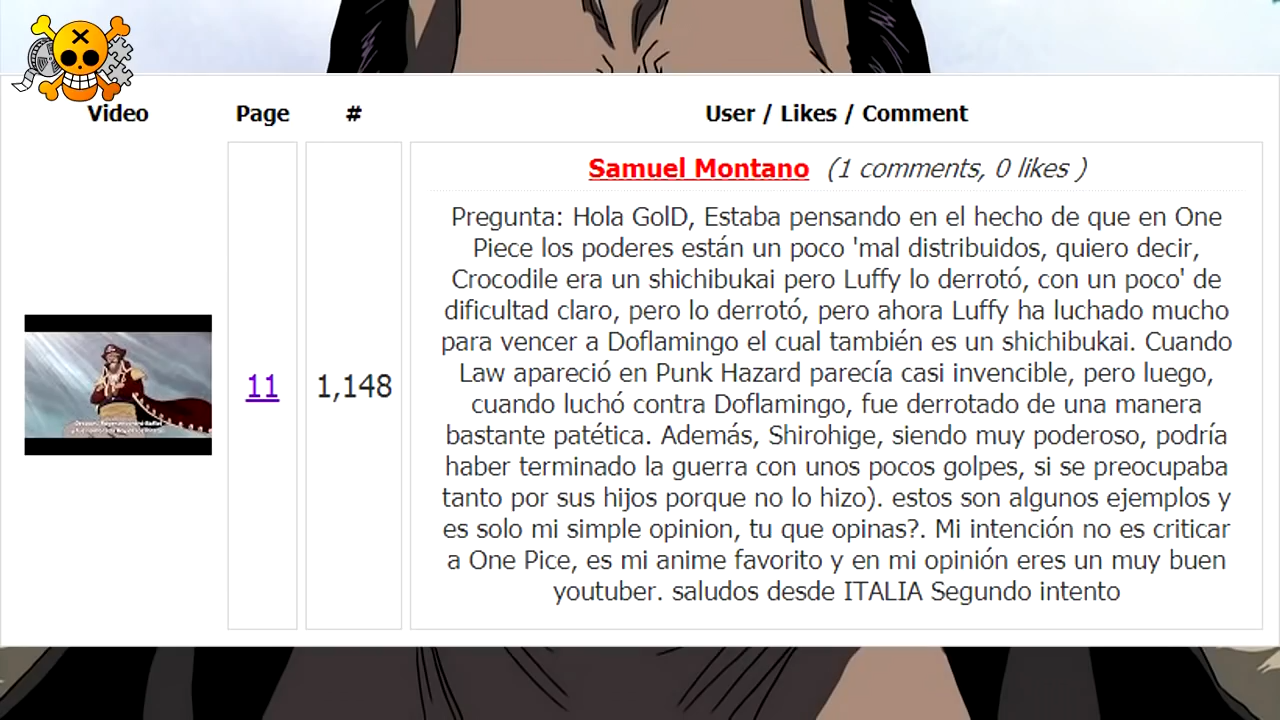 Video Page # User / Likes / Comment
Samuel Montano (1 comments, 0 likes )
Pregunta: Hola GolD, Estaba pensando en el hecho de que en One
Piece los poderes están un poco 'mal distribuidos, quiero decir,
Crocodile era un shichibukai pero Luffy lo derrotó, con un poco' de
dificultad claro, pero lo derrotó, pero ahora Luffy ha luchado mucho
para vencer a Doflamingo el cual también es un shichibukai. Cuando
Law apareció en Punk Hazard parecía casi invencible, pero luego,
cuando luchó contra Doflamingo, fue derrotado de una manera
bastante patética. Además, Shirohige, siendo muy poderoso, podría
haber terminado la guerra con unos pocos golpes, si se preocupaba
tanto por sus hijos porque no lo hizo). estos son algunos ejemplos y
es solo mi simple opinion, tu que opinas?. Mi intención no es criticar
a One Pice, es mi anime favorito y en mi opinión eres un muy buen
youtuber. saludos desde ITALIA Segundo intento
11 1,148